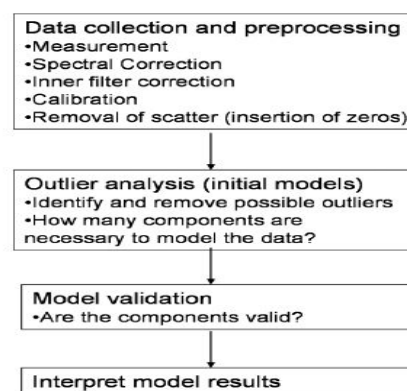 Data collection and preprocessing
•Measurement
•Spectral Correction
•Inner filter correction
•Calibration
•Removal of scatter (insertion of zeros)
Outlier analysis (initial models)
•Identify and remove possible outliers
•How many components are
necessary to model the data?
Model validation
•Are the components valid?
Interpret model results